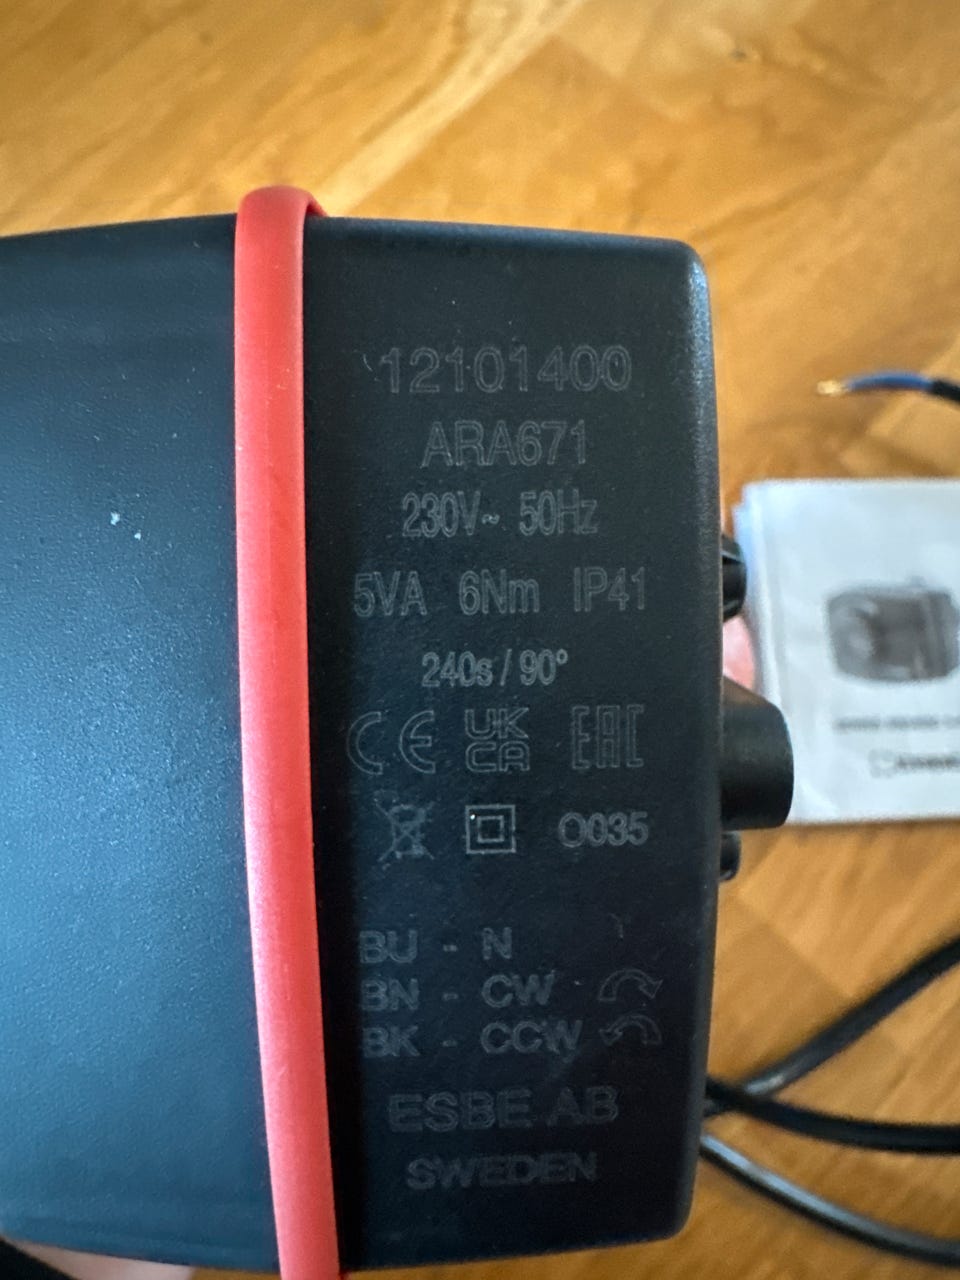 12101400
ARA671
230V~ 50Hz
5VA 6Nm IP41
240s / 90°
CE UK CA EAC
O035
BU - N
BN - CW
BK - CCW
ESBE AB
SWEDEN